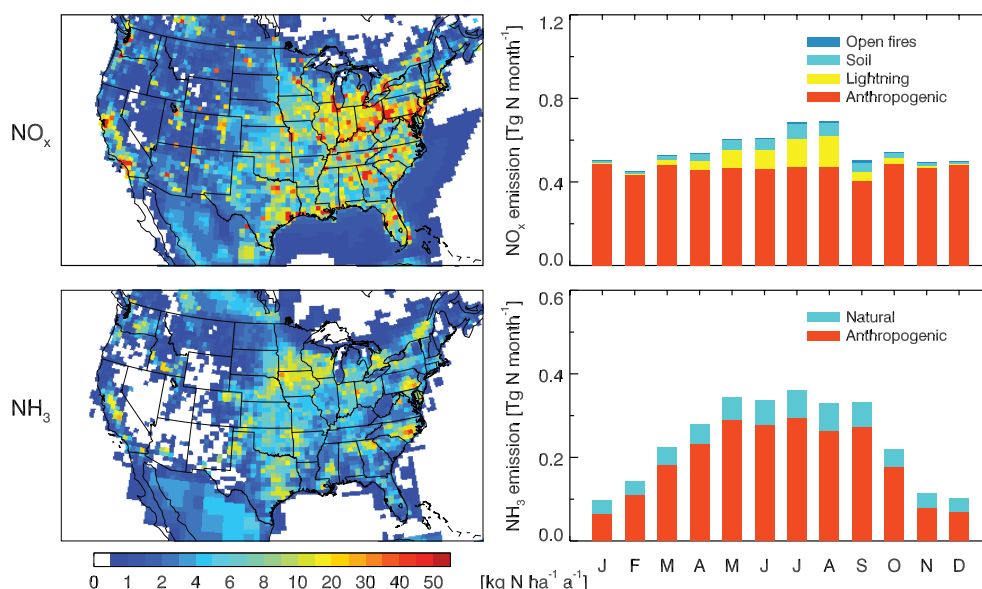 NOx
1.2
0.8
0.4
0.0
NOx emission [Tg N month-1]
Open fires
Soil
Lightning
Anthropogenic
NH3
0.6
0.4
0.2
0.0
NH3 emission [Tg N month-1]
Natural
Anthropogenic
J F M A M J J A S O N D
0 1 2 4 6 8 10 20 30 40 50
[kg N ha-1 a-1]